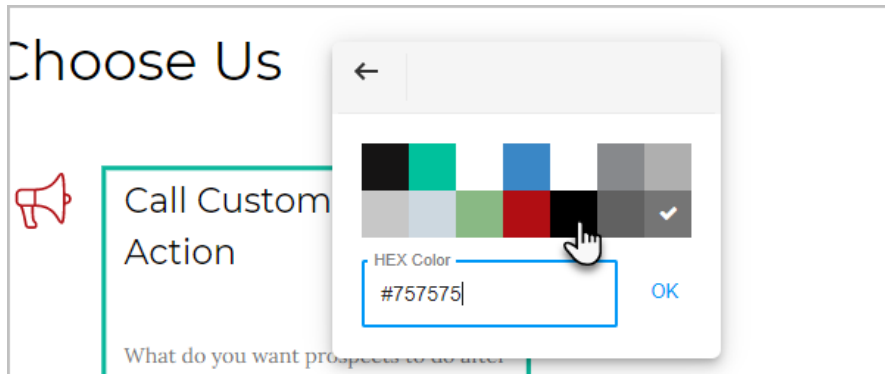 Choose Us
Call Custom
Action
What do you want prospects to do after
HEX Color
#757575
OK